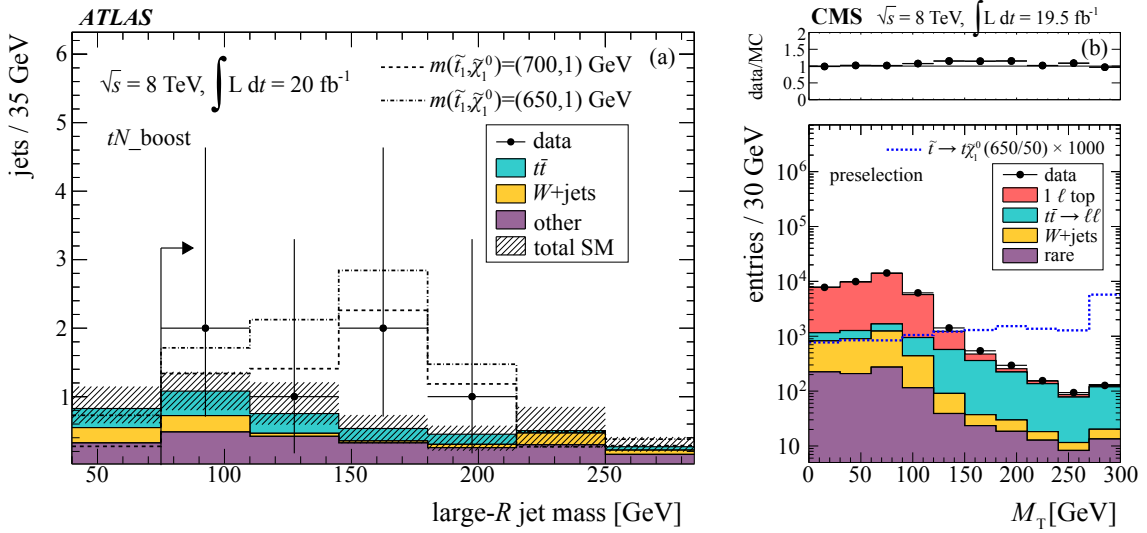 ATLAS
(a)
√s = 8 TeV, ∫ L dt = 20 fb⁻¹
m(t̃₁,χ̃₁⁰)=(700,1) GeV
m(t̃₁,χ̃₁⁰)=(650,1) GeV
tN_boost
data
tt̄
W+jets
other
total SM
jets / 35 GeV
6
5
4
3
2
1
50 100 150 200 250
large-R jet mass [GeV]
CMS √s = 8 TeV, ∫L dt = 19.5 fb⁻¹
(b)
data/MC
2
1.5
1
0.5
0
t̃ → tχ̃₁⁰ (650/50) × 1000
preselection
data
1 ℓ top
tt̄ → ℓℓ
W+jets
rare
entries / 30 GeV
10⁶
10⁵
10⁴
10³
10²
10
0 50 100 150 200 250 300
M_T [GeV]